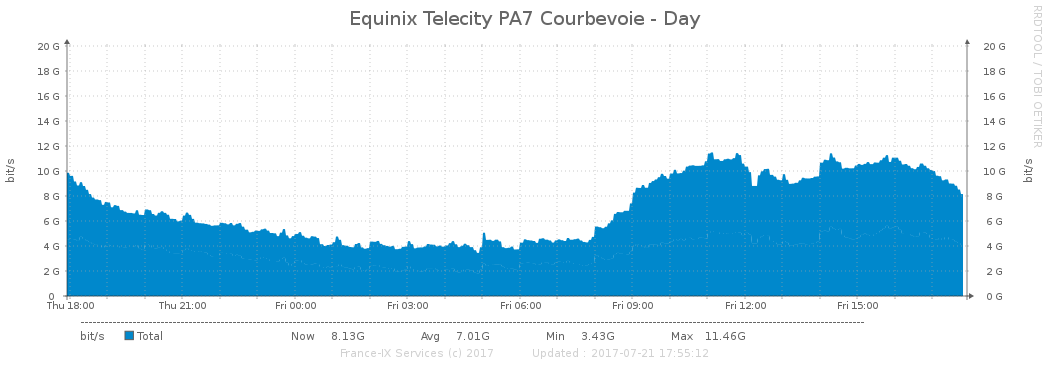 Equinix Telecity PA7 Courbevoie - Day
RRDTOOL / TOBI OETIKER
bit/s
20 G 20 G
18 G 18 G
16 G 16 G
14 G 14 G
12 G 12 G
10 G 10 G
8 G 8 G
6 G 6 G
4 G 4 G
2 G 2 G
0 0 G
bit/s
Thu 18:00 Thu 21:00 Fri 00:00 Fri 03:00 Fri 06:00 Fri 09:00 Fri 12:00 Fri 15:00
bit/s Total Now 8.13G Avg 7.01G Min 3.43G Max 11.46G
France-IX Services (c) 2017 Updated : 2017-07-21 17:55:12